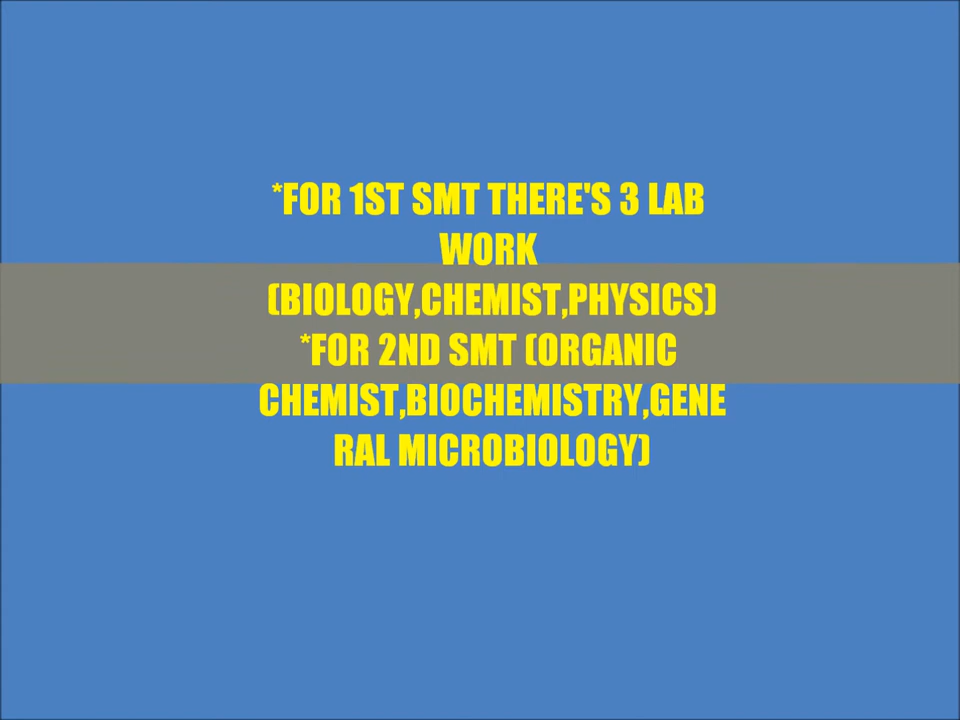 *FOR 1ST SMT THERE'S 3 LAB
WORK
(BIOLOGY,CHEMIST,PHYSICS)
*FOR 2ND SMT (ORGANIC
CHEMIST,BIOCHEMISTRY,GENE
RAL MICROBIOLOGY)